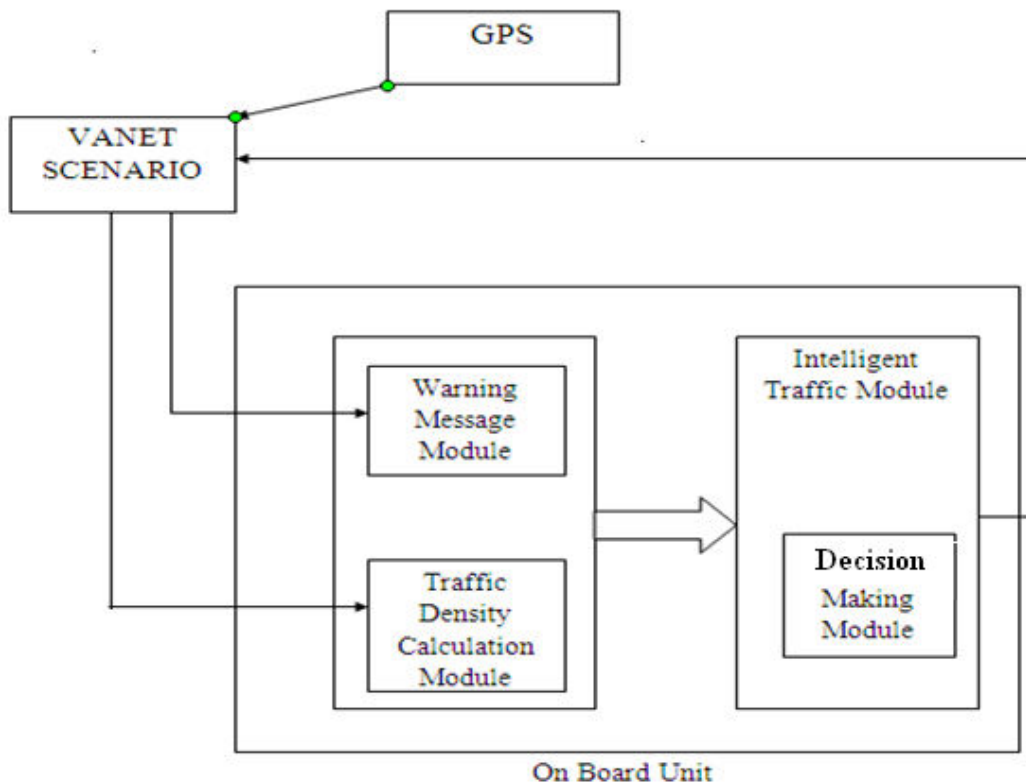 GPS
VANET
SCENARIO
Warning
Message
Module
Traffic
Density
Calculation
Module
Intelligent
Traffic Module
Decision
Making
Module
On Board Unit